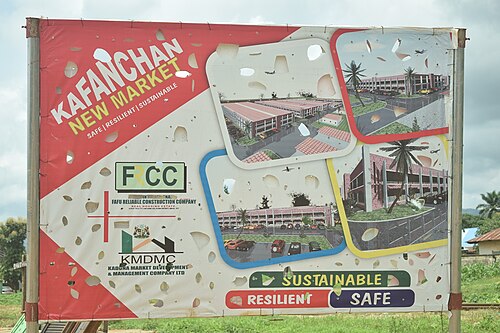 KAFANCHAN
NEW MARKET
SAFE | RESILIENT | SUSTAINABLE
FCC
FAFU RELIABLE CONSTRUCTION COMPANY
KMDMC
KADUNA MARKET DEVELOPMENT
& MANAGEMENT COMPANY LTD
SUSTAINABLE
RESILIENT
SAFE